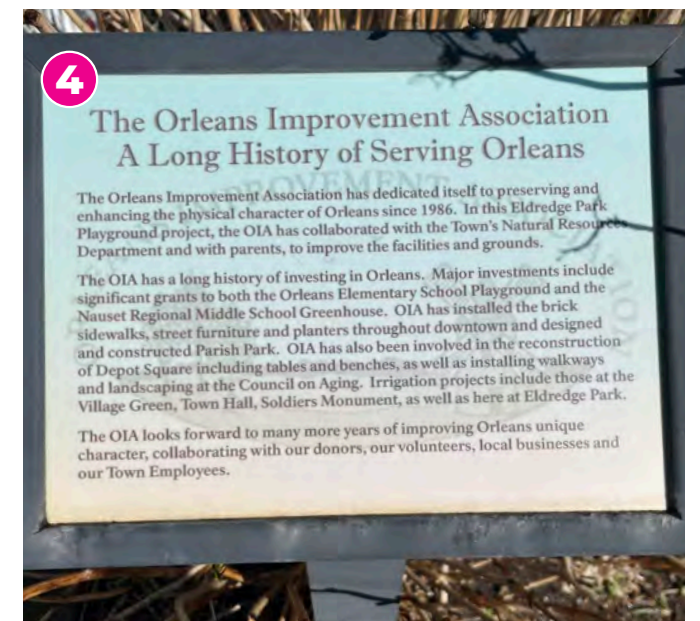 4
The Orleans Improvement Association
A Long History of Serving Orleans
The Orleans Improvement Association has dedicated itself to preserving and
enhancing the physical character of Orleans since 1986. In this Eldredge Park
Playground project, the OIA has collaborated with the Town's Natural Resources
Department and with parents, to improve the facilities and grounds.
The OIA has a long history of investing in Orleans. Major investments include
significant grants to both the Orleans Elementary School Playground and the
Nauset Regional Middle School Greenhouse. OIA has installed the brick
sidewalks, street furniture and planters throughout downtown and designed
and constructed Parish Park. OIA has also been involved in the reconstruction
of Depot Square including tables and benches, as well as installing walkways
and landscaping at the Council on Aging. Irrigation projects include those at the
Village Green, Town Hall, Soldiers Monument, as well as here at Eldredge Park.
The OIA looks forward to many more years of improving Orleans unique
character, collaborating with our donors, our volunteers, local businesses and
our Town Employees.